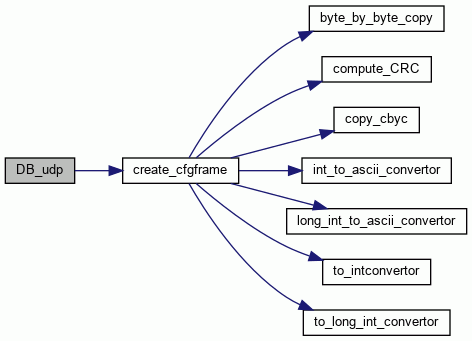 byte_by_byte_copy
compute_CRC
copy_cbyc
DB_udp
create_cfgframe
int_to_ascii_convertor
long_int_to_ascii_convertor
to_intconvertor
to_long_int_convertor